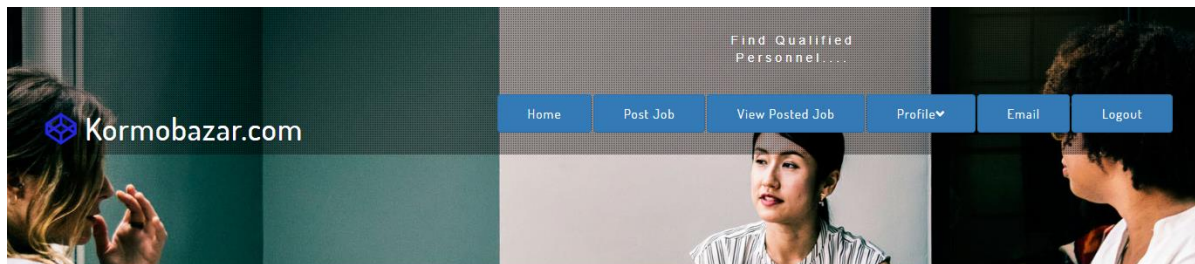 Find Qualified
Personnel....
Home Post Job View Posted Job Profile Email Logout
Kormobazar.com